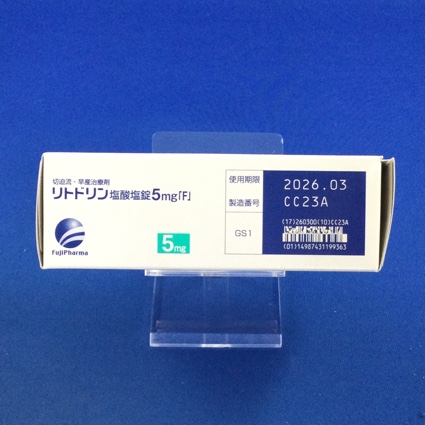 切迫流・早産治療剤
リトドリン塩酸塩錠5mg「F」
FujiPharma
5mg
使用期限
2026.03
製造番号
CC23A
GS1
(17)260300(10)CC23A
(01)14987431199363